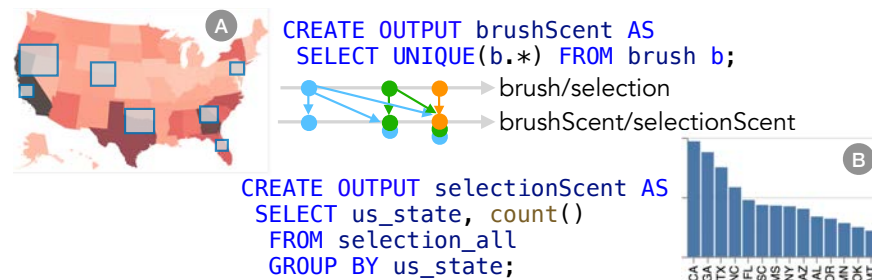 A
CREATE OUTPUT brushScent AS
SELECT UNIQUE(b.*) FROM brush b;
brush/selection
brushScent/selectionScent
B
CREATE OUTPUT selectionScent AS
SELECT us_state, count()
FROM selection_all
GROUP BY us_state;
CA
GA
TX
NC
FL
SC
MS
NY
AZ
AL
OR
MN
OK